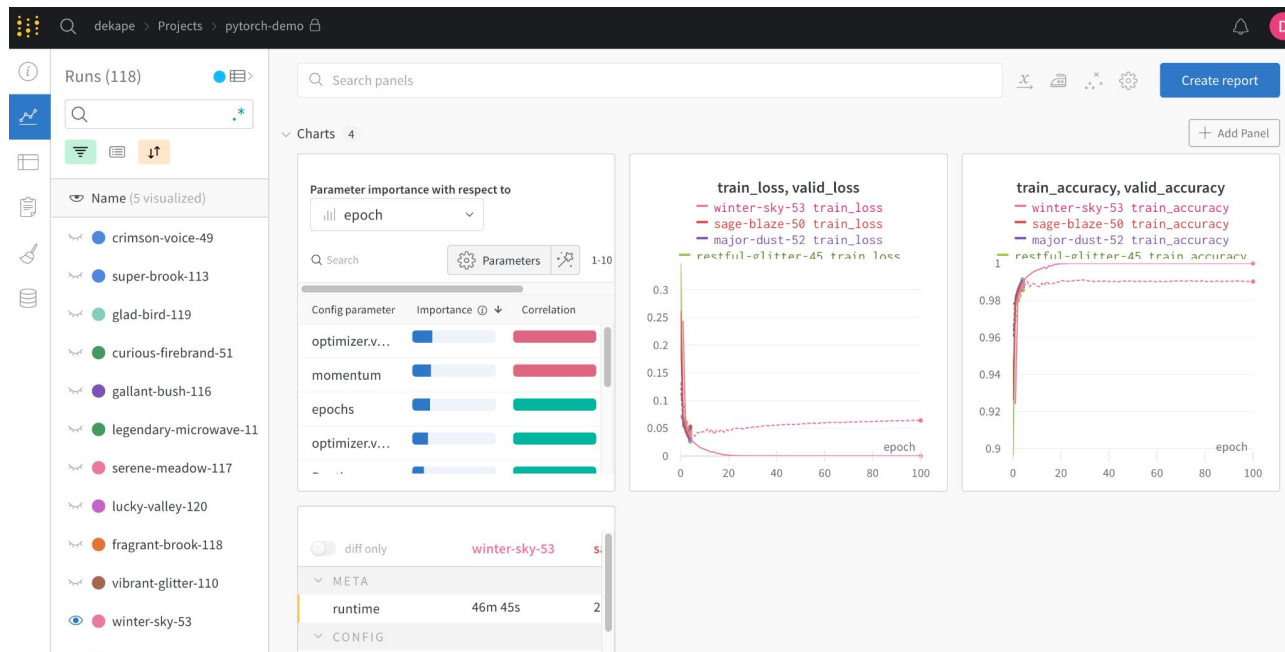 dekape > Projects > pytorch-demo
D
Runs (118)
.*
Name (5 visualized)
crimson-voice-49
super-brook-113
glad-bird-119
curious-firebrand-51
gallant-bush-116
legendary-microwave-11
serene-meadow-117
lucky-valley-120
fragrant-brook-118
vibrant-glitter-110
winter-sky-53
Search panels
x
Create report
Charts 4
+ Add Panel
Parameter importance with respect to
epoch
Search
Parameters
1-10
Config parameter Importance Correlation
optimizer.v...
momentum
epochs
optimizer.v...
train_loss, valid_loss
winter-sky-53 train_loss
sage-blaze-50 train_loss
major-dust-52 train_loss
restful-glitter-45 train_loss
0.3
0.25
0.2
0.15
0.1
0.05
0
epoch
0 20 40 60 80 100
train_accuracy, valid_accuracy
winter-sky-53 train_accuracy
sage-blaze-50 train_accuracy
major-dust-52 train_accuracy
restful-glitter-45 train_accuracy
1
0.98
0.96
0.94
0.92
0.9
epoch
0 20 40 60 80 100
diff only winter-sky-53 sa
META
runtime 46m 45s 2
CONFIG